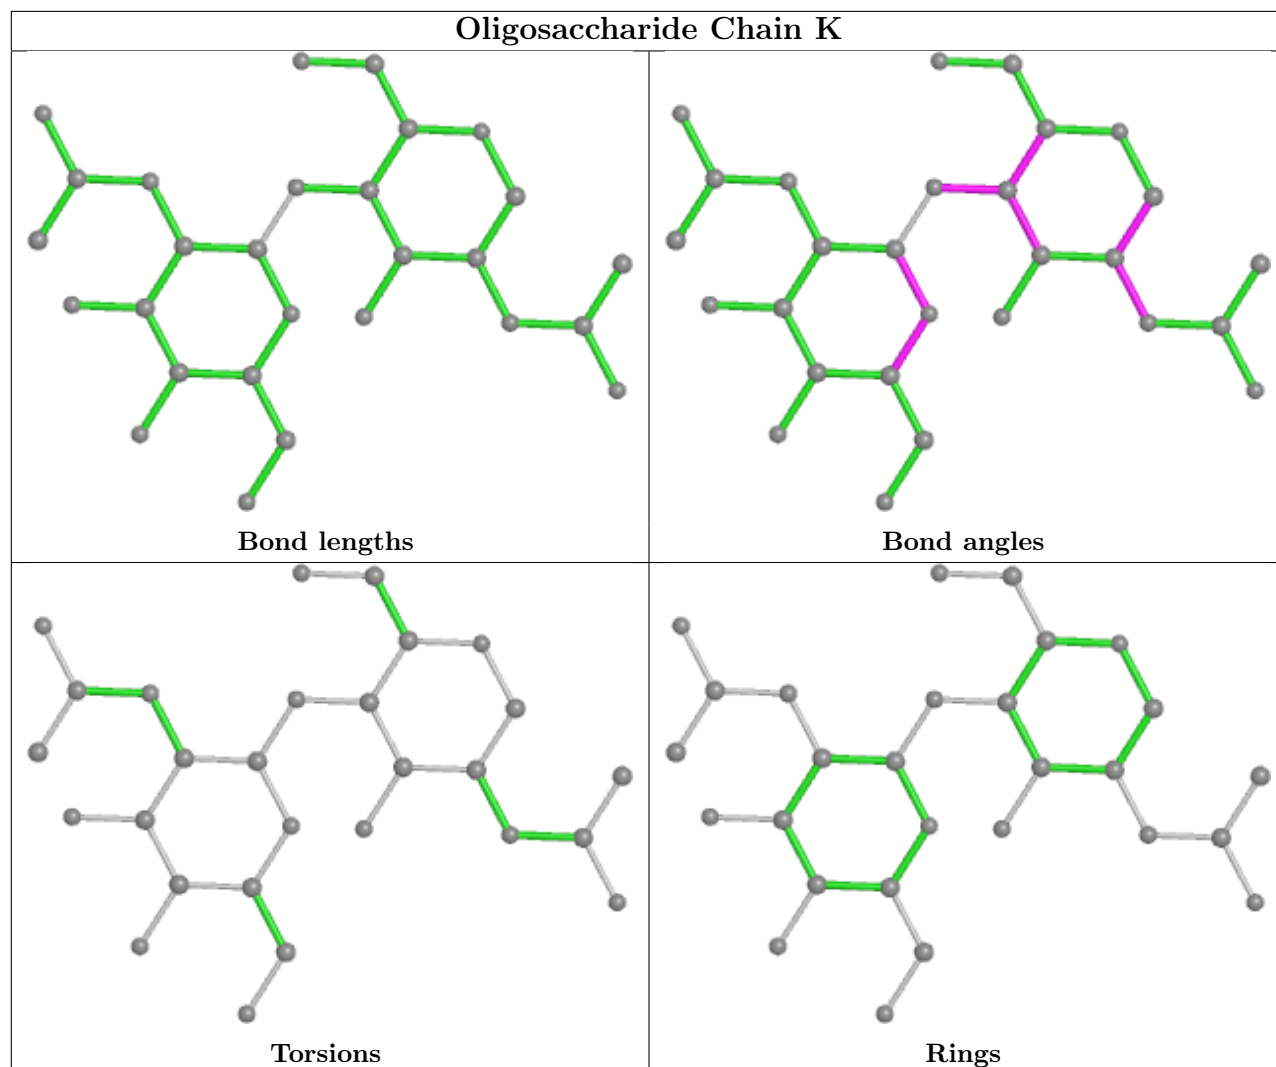 Oligosaccharide Chain K
Bond lengths
Bond angles
Torsions
Rings